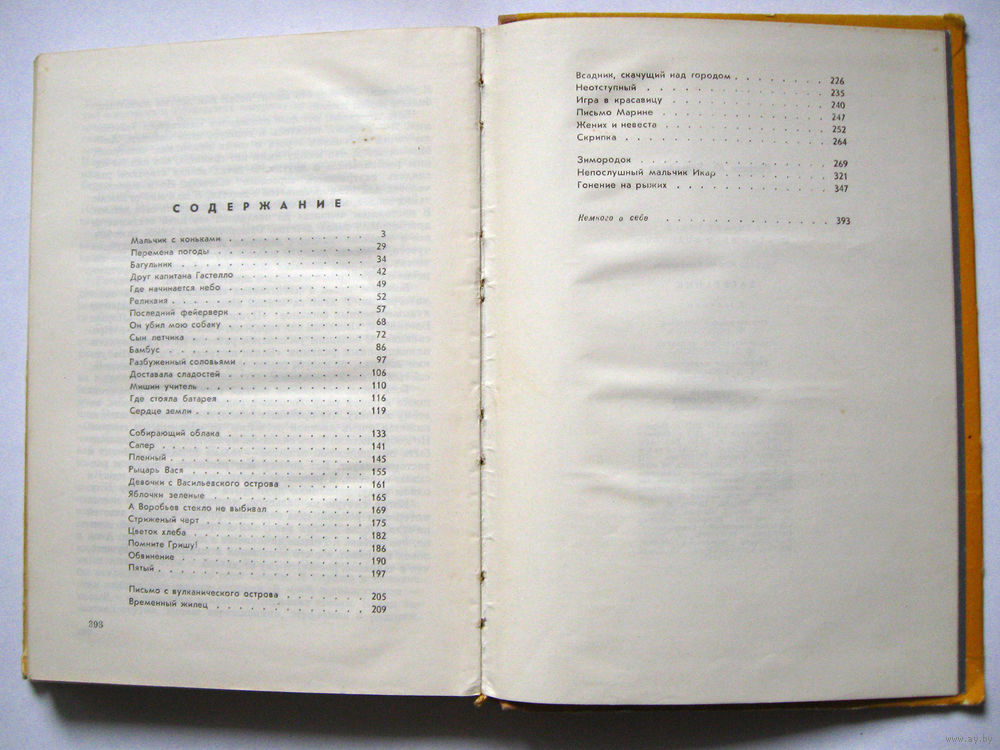 СОДЕРЖАНИЕ
Мальчик с коньками . . . . . . . . . . . 3
Перемена погоды . . . . . . . . . . . . 29
Багульник . . . . . . . . . . . . . . . 34
Друг капитана Гастелло . . . . . . . . . 42
Где начинается небо . . . . . . . . . . 49
Реликвия . . . . . . . . . . . . . . . . 52
Последний фейерверк . . . . . . . . . . 57
Он убил мою собаку . . . . . . . . . . . 68
Сын летчика . . . . . . . . . . . . . . 72
Бамбус . . . . . . . . . . . . . . . . . 86
Разбуженный соловьями . . . . . . . . . 97
Доставала сладостей . . . . . . . . . . 106
Мишин учитель . . . . . . . . . . . . . 110
Где стояла батарея . . . . . . . . . . . 116
Сердце земли . . . . . . . . . . . . . . 119
Собирающий облака . . . . . . . . . . . 133
Сапер . . . . . . . . . . . . . . . . . 141
Пленный . . . . . . . . . . . . . . . . 145
Рыцарь Вася . . . . . . . . . . . . . . 155
Девочки с Васильевского острова . . . . 161
Яблочки зеленые . . . . . . . . . . . . 165
А Воробьев стекло не выбивал . . . . . . 169
Стриженый черт . . . . . . . . . . . . . 175
Цветок хлеба . . . . . . . . . . . . . . 182
Помните Гришу! . . . . . . . . . . . . . 186
Обвинение . . . . . . . . . . . . . . . 190
Пятый . . . . . . . . . . . . . . . . . 197
Письмо с вулканического острова . . . . 205
Временный жилец . . . . . . . . . . . . 209
398
Всадник, скачущий над городом . . . . . 226
Неотступный . . . . . . . . . . . . . . 235
Игра в красавицу . . . . . . . . . . . . 240
Письмо Марине . . . . . . . . . . . . . 247
Жених и невеста . . . . . . . . . . . . 252
Скрипка . . . . . . . . . . . . . . . . 264
Зимородок . . . . . . . . . . . . . . . 269
Непослушный мальчик Икар . . . . . . . . 321
Гонение на рыжих . . . . . . . . . . . . 347
Немного о себе . . . . . . . . . . . . . 393
www.ay.by